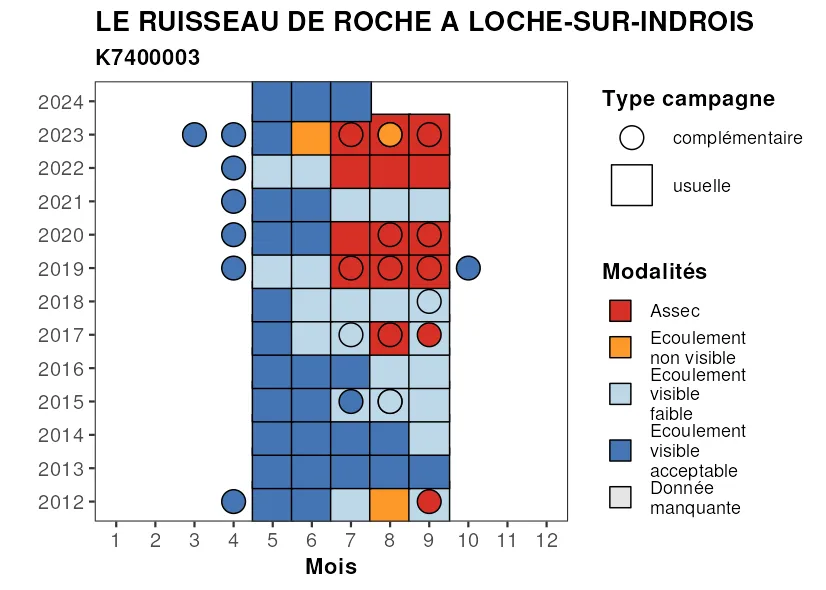 LE RUISSEAU DE ROCHE A LOCHE-SUR-INDROIS
K7400003
2024
2023
2022
2021
2020
2019
2018
2017
2016
2015
2014
2013
2012
1 2 3 4 5 6 7 8 9 10 11 12
Mois
Type campagne
complémentaire
usuelle
Modalités
Assec
Ecoulement
non visible
Ecoulement
visible
faible
Ecoulement
visible
acceptable
Donnée
manquante